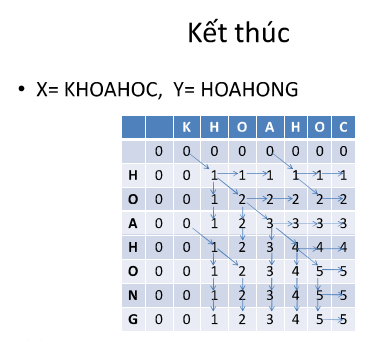 Kết thúc
• X= KHOAHOC, Y= HOAHONG
K H O A H O C
0 0 0 0 0 0 0 0
H 0 0 1 1 1 1 1 1
O 0 0 1 2 2 2 2 2
A 0 0 1 2 3 3 3 3
H 0 0 1 2 3 4 4 4
O 0 0 1 2 3 4 5 5
N 0 0 1 2 3 4 5 5
G 0 0 1 2 3 4 5 5